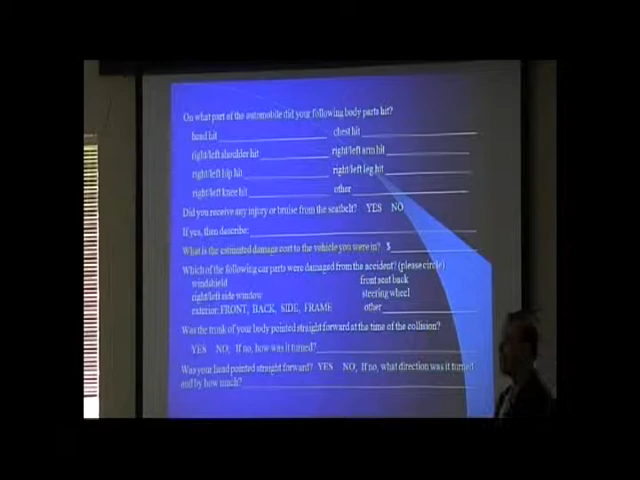 On what part of the automobile did your following body parts hit?
head hit chest hit
right/left shoulder hit right/left arm hit
right/left hip hit right/left leg hit
right/left knee hit other
Did you receive any injury or bruise from the seatbelt? YES NO
If yes, then describe:
What is the estimated damage cost to the vehicle you were in? $
Which of the following car parts were damaged from the accident? (please circle)
windshield front seat back
right/left side window steering wheel
exterior: FRONT, BACK, SIDE, FRAME other
Was the trunk of your body pointed straight forward at the time of the collision?
YES NO, If no, how was it turned?
Was your head pointed straight forward? YES NO, If no, what direction was it turned
and by how much?